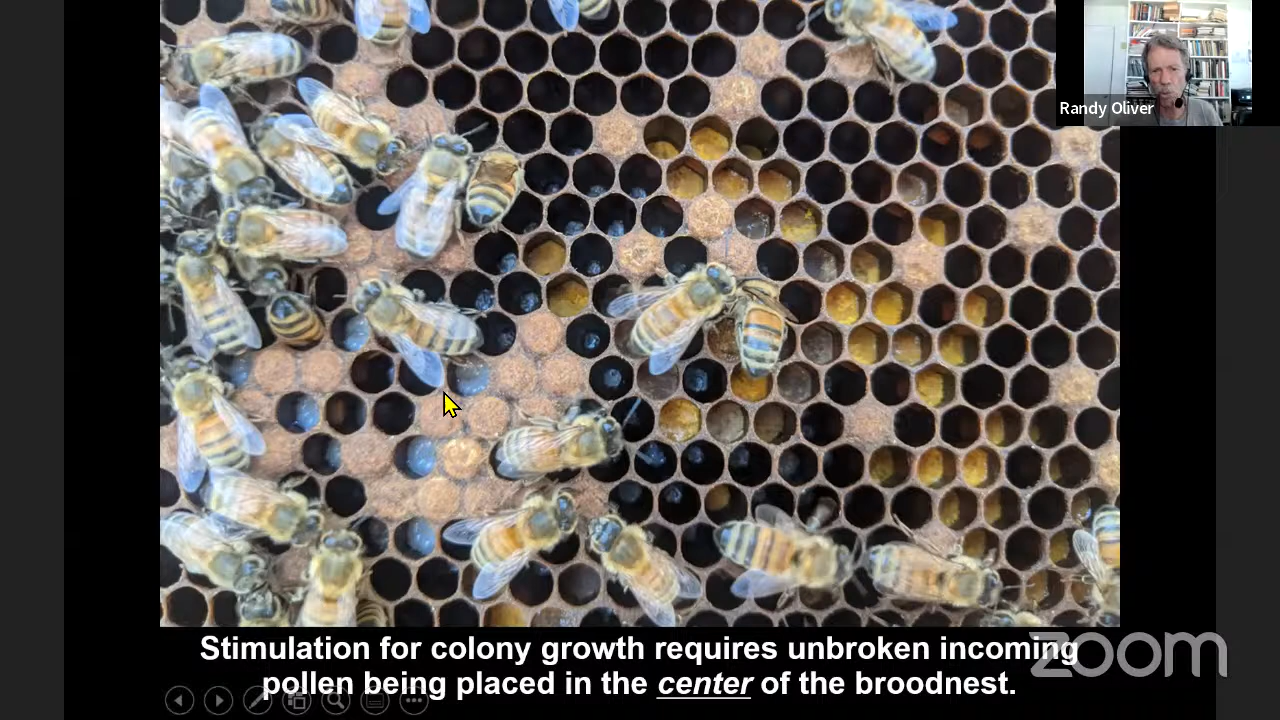 Randy Oliver
Stimulation for colony growth requires unbroken incoming
pollen being placed in the center of the broodnest.
zoom